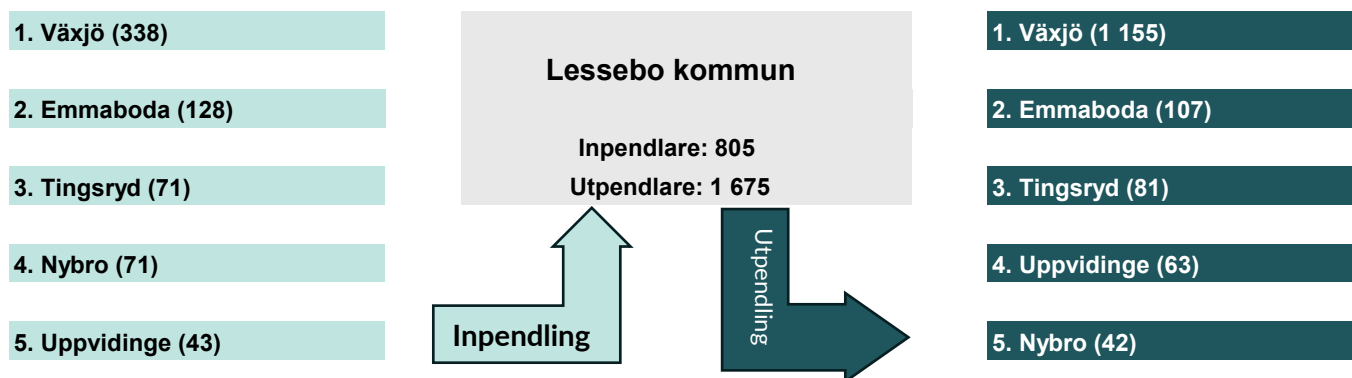 1. Växjö (338)
2. Emmaboda (128)
3. Tingsryd (71)
4. Nybro (71)
5. Uppvidinge (43)
Lessebo kommun
Inpendlare: 805
Utpendlare: 1 675
Inpendling
Utpendling
1. Växjö (1 155)
2. Emmaboda (107)
3. Tingsryd (81)
4. Uppvidinge (63)
5. Nybro (42)